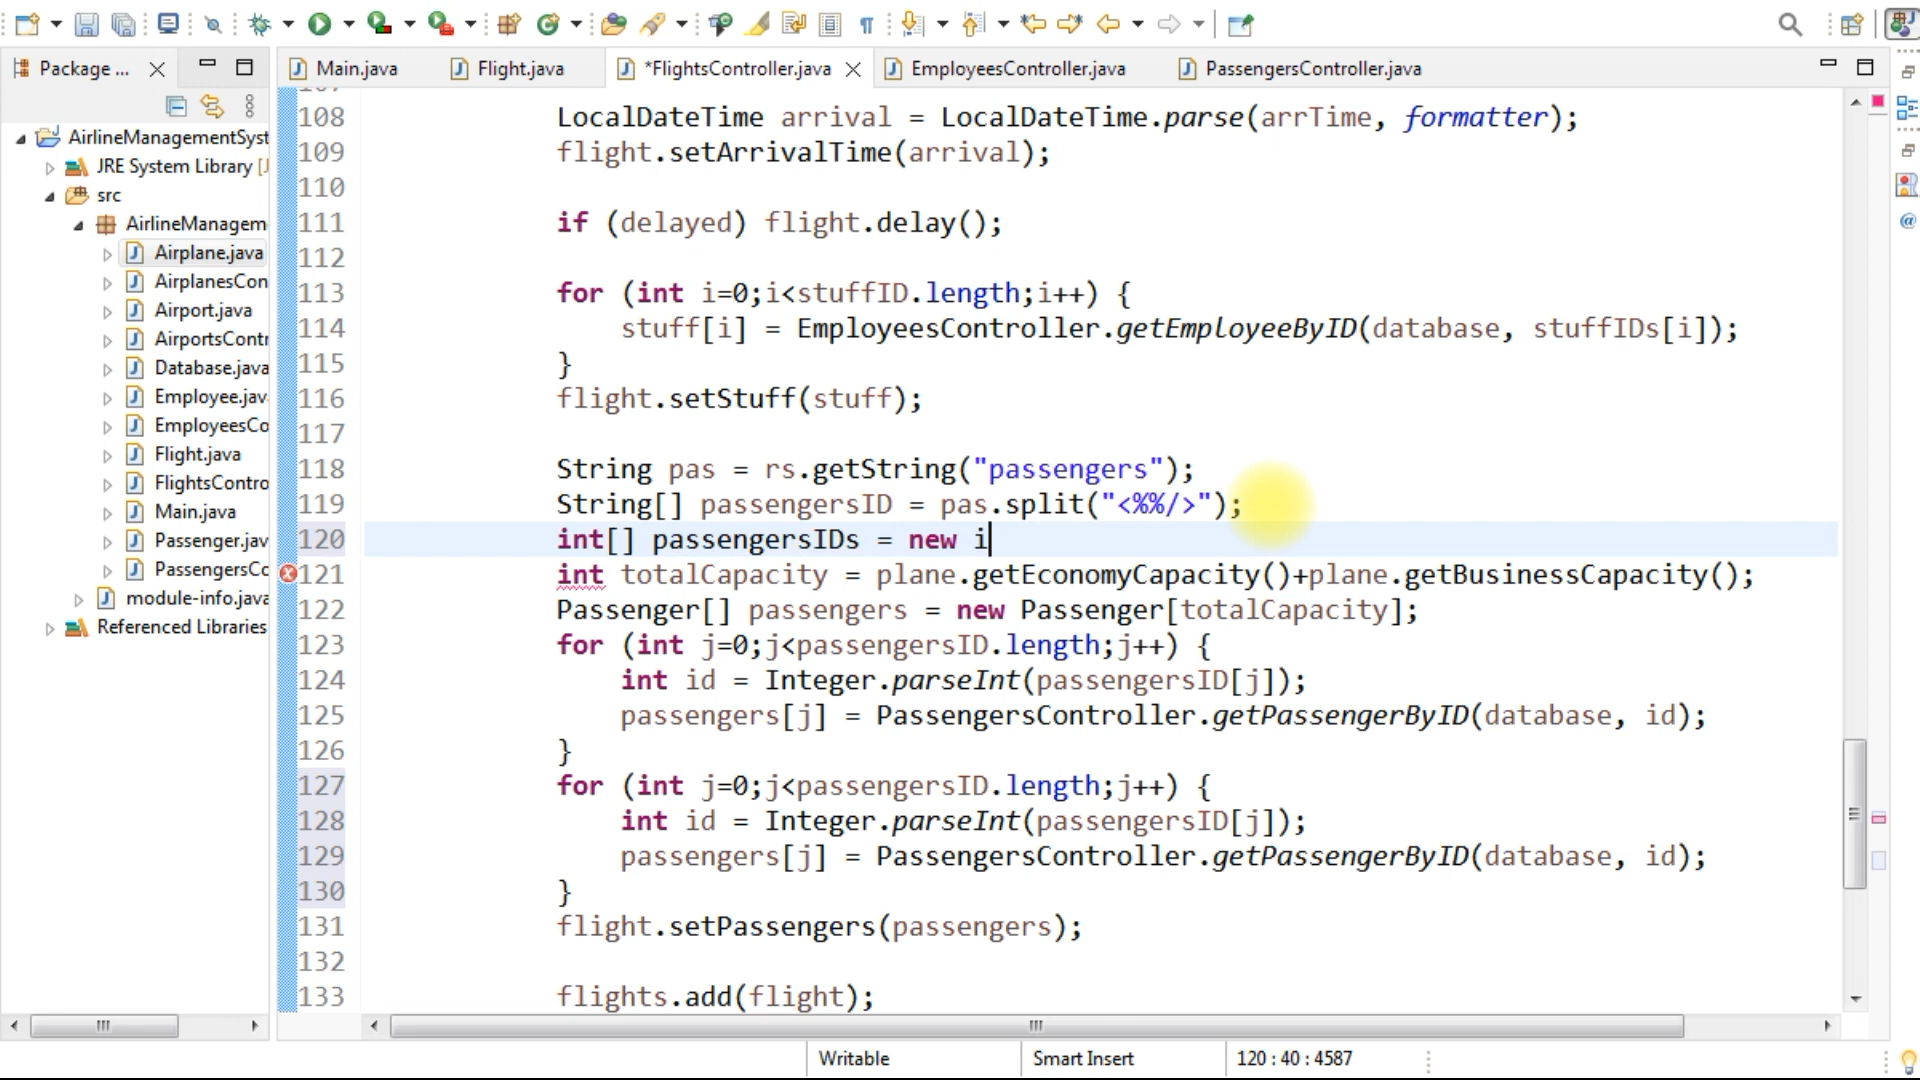 Package ...
Main.java
Flight.java
*FlightsController.java
EmployeesController.java
PassengersController.java
AirlineManagementSyst
JRE System Library [J
src
AirlineManagem
Airplane.java
AirplanesCon
Airport.java
AirportsContr
Database.java
Employee.jav
EmployeesCo
Flight.java
FlightsContro
Main.java
Passenger.jav
PassengersCo
module-info.java
Referenced Libraries
108 LocalDateTime arrival = LocalDateTime.parse(arrTime, formatter);
109 flight.setArrivalTime(arrival);
110
111 if (delayed) flight.delay();
112
113 for (int i=0;i<stuffID.length;i++) {
114 stuff[i] = EmployeesController.getEmployeeByID(database, stuffIDs[i]);
115 }
116 flight.setStuff(stuff);
117
118 String pas = rs.getString("passengers");
119 String[] passengersID = pas.split("<%%/>");
120 int[] passengersIDs = new i
121 int totalCapacity = plane.getEconomyCapacity()+plane.getBusinessCapacity();
122 Passenger[] passengers = new Passenger[totalCapacity];
123 for (int j=0;j<passengersID.length;j++) {
124 int id = Integer.parseInt(passengersID[j]);
125 passengers[j] = PassengersController.getPassengerByID(database, id);
126 }
127 for (int j=0;j<passengersID.length;j++) {
128 int id = Integer.parseInt(passengersID[j]);
129 passengers[j] = PassengersController.getPassengerByID(database, id);
130 }
131 flight.setPassengers(passengers);
132
133 flights.add(flight);
Writable
Smart Insert
120 : 40 : 4587